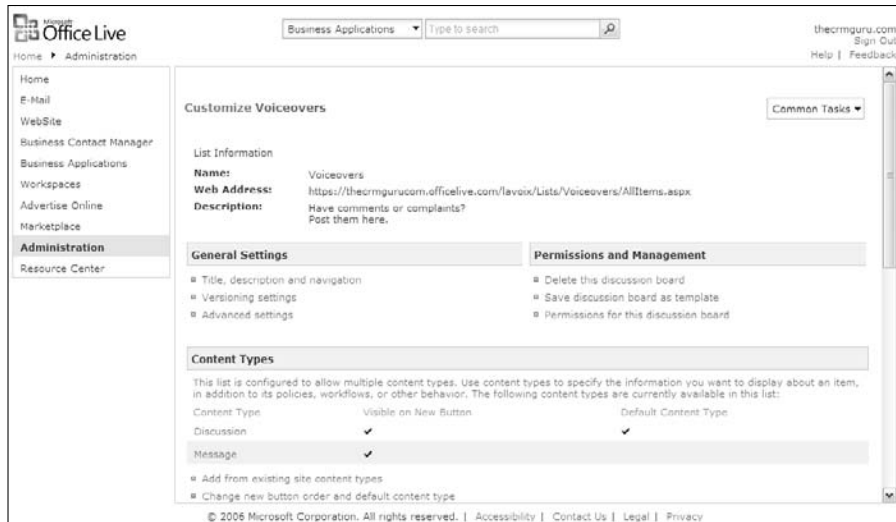 Microsoft
Office Live
Business Applications
Type to search
thecrmguru.com
Sign Out
Help | Feedback
Home ▸ Administration
Home
E-Mail
WebSite
Business Contact Manager
Business Applications
Workspaces
Advertise Online
Marketplace
Administration
Resource Center
Customize Voiceovers
Common Tasks
List Information
Name: Voiceovers
Web Address: https://thecrmgurucom.officelive.com/lavoix/Lists/Voiceovers/AllItems.aspx
Description: Have comments or complaints?
Post them here.
General Settings
Title, description and navigation
Versioning settings
Advanced settings
Permissions and Management
Delete this discussion board
Save discussion board as template
Permissions for this discussion board
Content Types
This list is configured to allow multiple content types. Use content types to specify the information you want to display about an item,
in addition to its policies, workflows, or other behavior. The following content types are currently available in this list:
Content Type Visible on New Button Default Content Type
Discussion ✔ ✔
Message ✔
Add from existing site content types
Change new button order and default content type
© 2006 Microsoft Corporation. All rights reserved. | Accessibility | Contact Us | Legal | Privacy